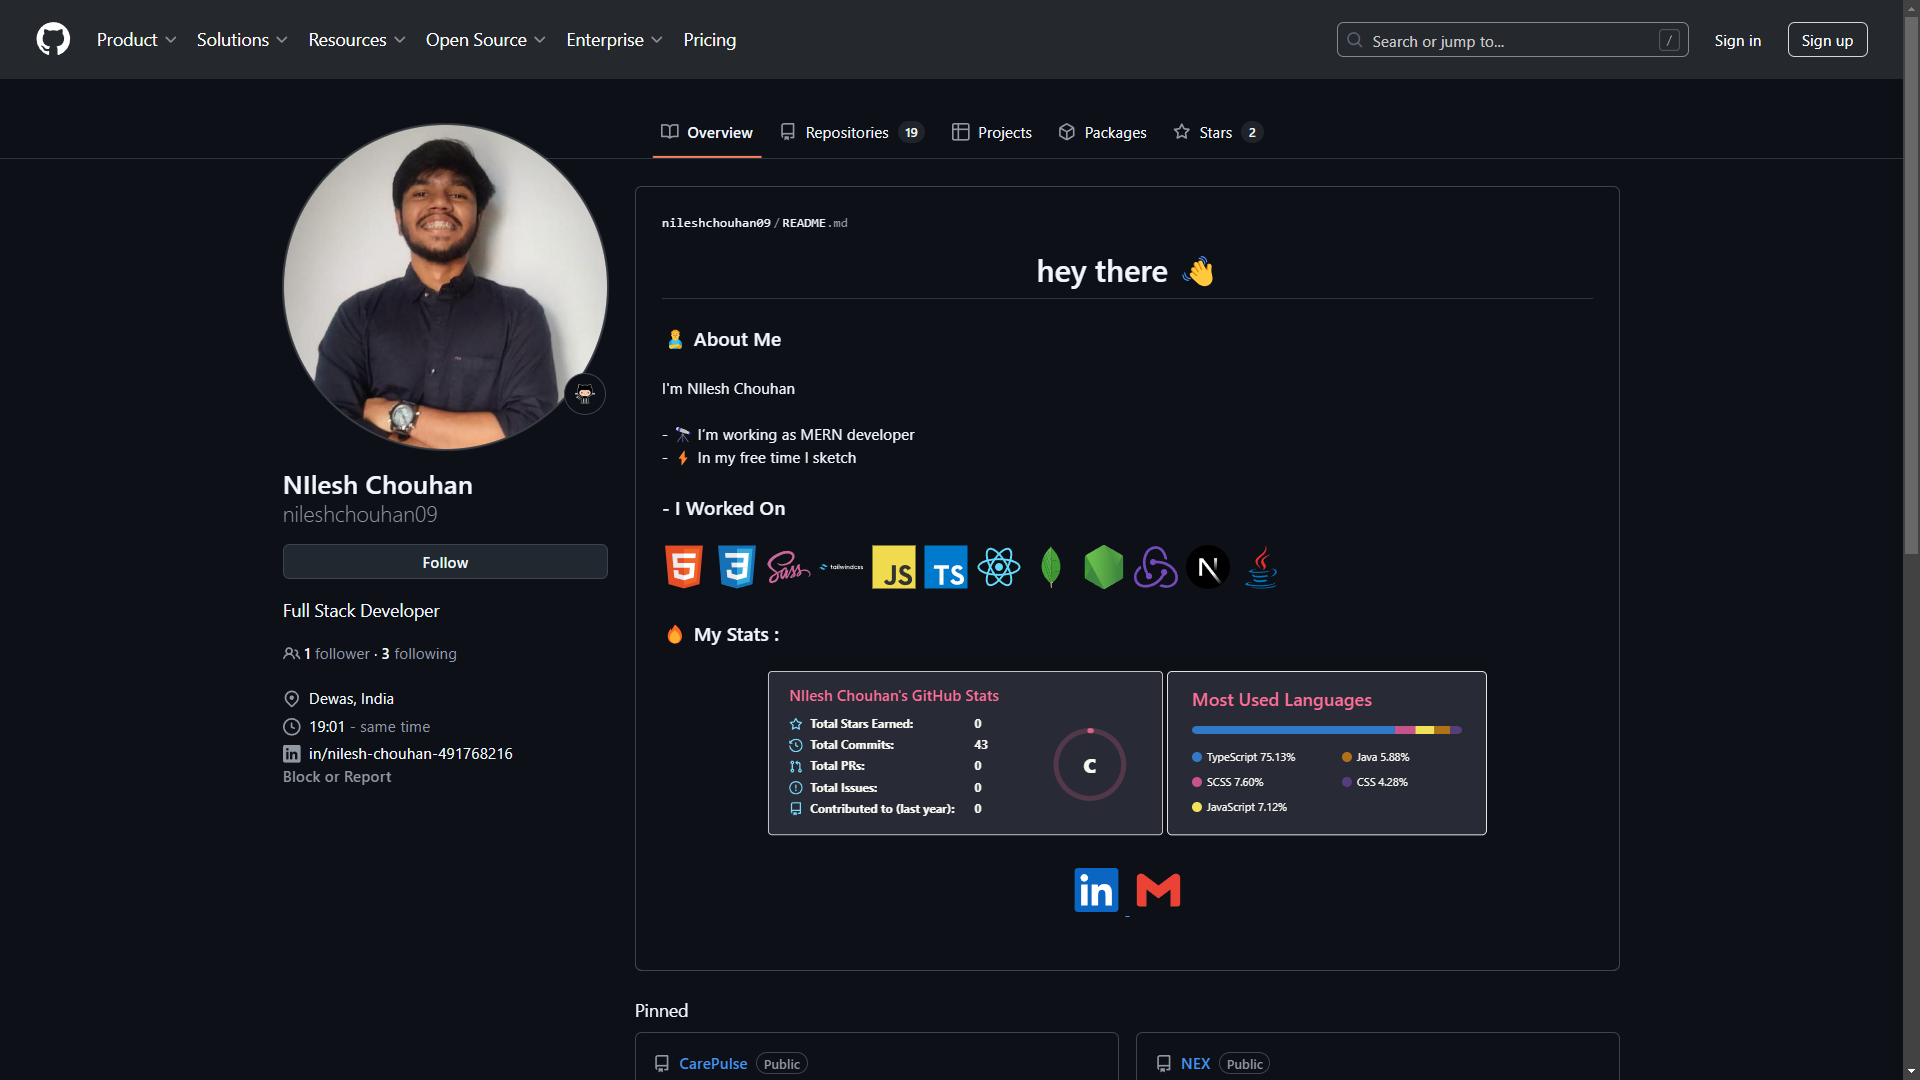 Product Solutions Resources Open Source Enterprise Pricing Search or jump to... / Sign in Sign up
Overview Repositories 19 Projects Packages Stars 2
NIlesh Chouhan
nileshchouhan09
Follow
Full Stack Developer
1 follower · 3 following
Dewas, India
19:01 - same time
in/nilesh-chouhan-491768216
Block or Report
nileshchouhan09/README.md
hey there 👋
About Me
I'm NIlesh Chouhan
- 🔭 I'm working as MERN developer
- ⚡ In my free time I sketch
- I Worked On
5 3 Sass tailwindcss JS TS N
🔥 My Stats :
NIlesh Chouhan's GitHub Stats
Total Stars Earned: 0
Total Commits: 43
Total PRs: 0
Total Issues: 0
Contributed to (last year): 0
C
Most Used Languages
TypeScript 75.13%
SCSS 7.60%
JavaScript 7.12%
Java 5.88%
CSS 4.28%
in
Pinned
CarePulse Public
NEX Public